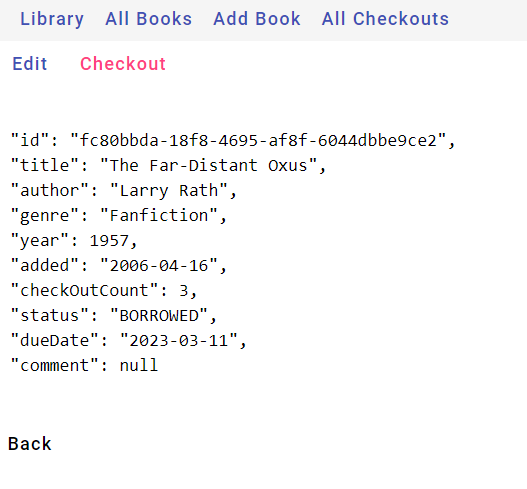 Library All Books Add Book All Checkouts
Edit Checkout
"id": "fc80bbda-18f8-4695-af8f-6044dbbe9ce2",
"title": "The Far-Distant Oxus",
"author": "Larry Rath",
"genre": "Fanfiction",
"year": 1957,
"added": "2006-04-16",
"checkOutCount": 3,
"status": "BORROWED",
"dueDate": "2023-03-11",
"comment": null
Back